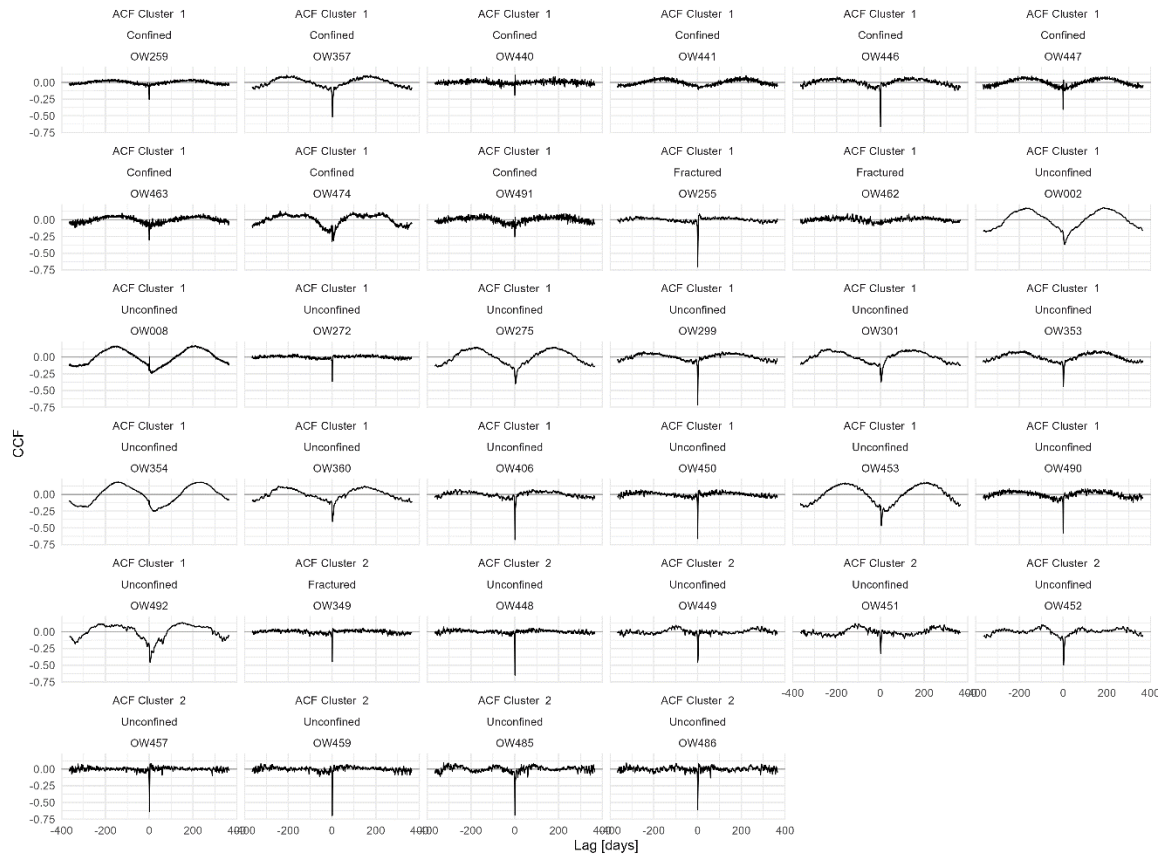 ACF Cluster 1 ACF Cluster 1 ACF Cluster 1 ACF Cluster 1 ACF Cluster 1 ACF Cluster 1
Confined Confined Confined Confined Confined Confined
OW259 OW357 OW440 OW441 OW446 OW447
0.00
-0.25
-0.50
-0.75
ACF Cluster 1 ACF Cluster 1 ACF Cluster 1 ACF Cluster 1 ACF Cluster 1 ACF Cluster 1
Confined Confined Confined Fractured Fractured Unconfined
OW463 OW474 OW491 OW255 OW462 OW002
0.00
-0.25
-0.50
-0.75
ACF Cluster 1 ACF Cluster 1 ACF Cluster 1 ACF Cluster 1 ACF Cluster 1 ACF Cluster 1
Unconfined Unconfined Unconfined Unconfined Unconfined Unconfined
OW008 OW272 OW275 OW299 OW301 OW353
0.00
-0.25
-0.50
-0.75
CCF
ACF Cluster 1 ACF Cluster 1 ACF Cluster 1 ACF Cluster 1 ACF Cluster 1 ACF Cluster 1
Unconfined Unconfined Unconfined Unconfined Unconfined Unconfined
OW354 OW360 OW406 OW450 OW453 OW490
0.00
-0.25
-0.50
-0.75
ACF Cluster 1 ACF Cluster 2 ACF Cluster 2 ACF Cluster 2 ACF Cluster 2 ACF Cluster 2
Unconfined Fractured Unconfined Unconfined Unconfined Unconfined
OW492 OW349 OW448 OW449 OW451 OW452
0.00
-0.25
-0.50
-0.75
-400 -200 0 200 400 -400 -200 0 200 400
ACF Cluster 2 ACF Cluster 2 ACF Cluster 2 ACF Cluster 2
Unconfined Unconfined Unconfined Unconfined
OW457 OW459 OW485 OW486
0.00
-0.25
-0.50
-0.75
-400 -200 0 200 400 -400 -200 0 200 400 -400 -200 0 200 400 -400 -200 0 200 400
Lag [days]